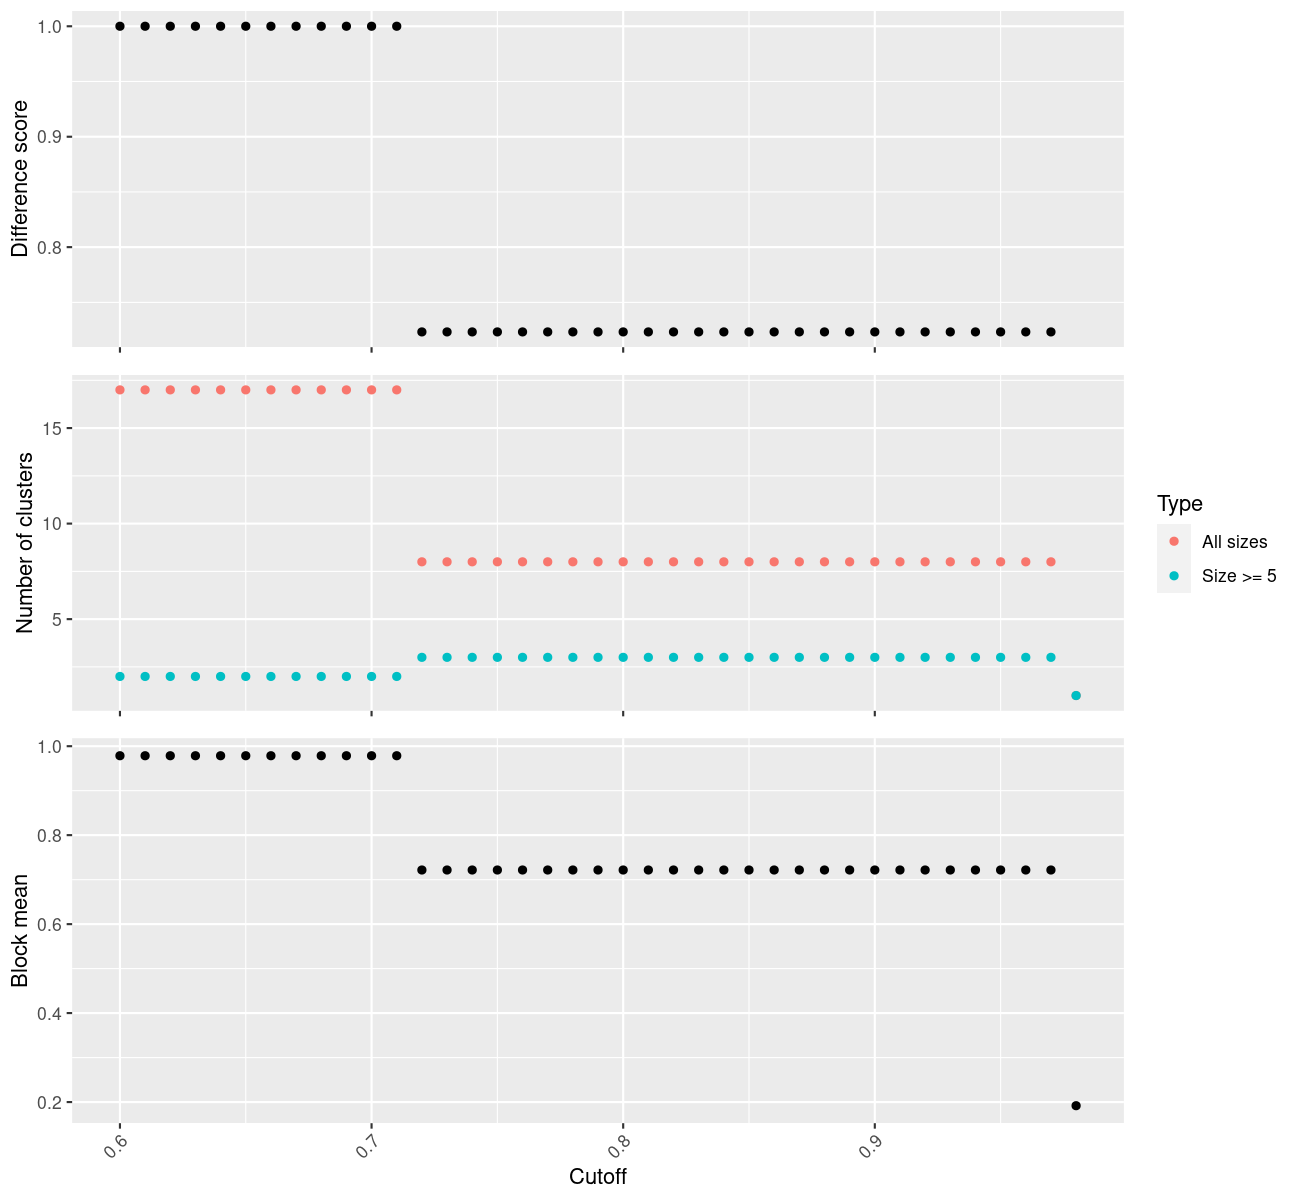 Difference score
1.0
0.9
0.8
Number of clusters
15
10
5
Type
All sizes
Size >= 5
Block mean
1.0
0.8
0.6
0.4
0.2
0.6
0.7
0.8
0.9
Cutoff